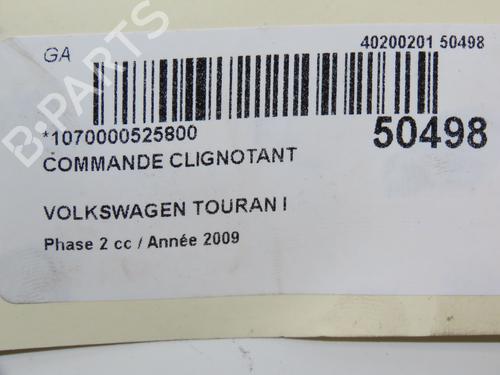 GA
40200201 50498
*1070000525800
50498
COMMANDE CLIGNOTANT
VOLKSWAGEN TOURAN I
Phase 2 cc / Année 2009
B-PARTS